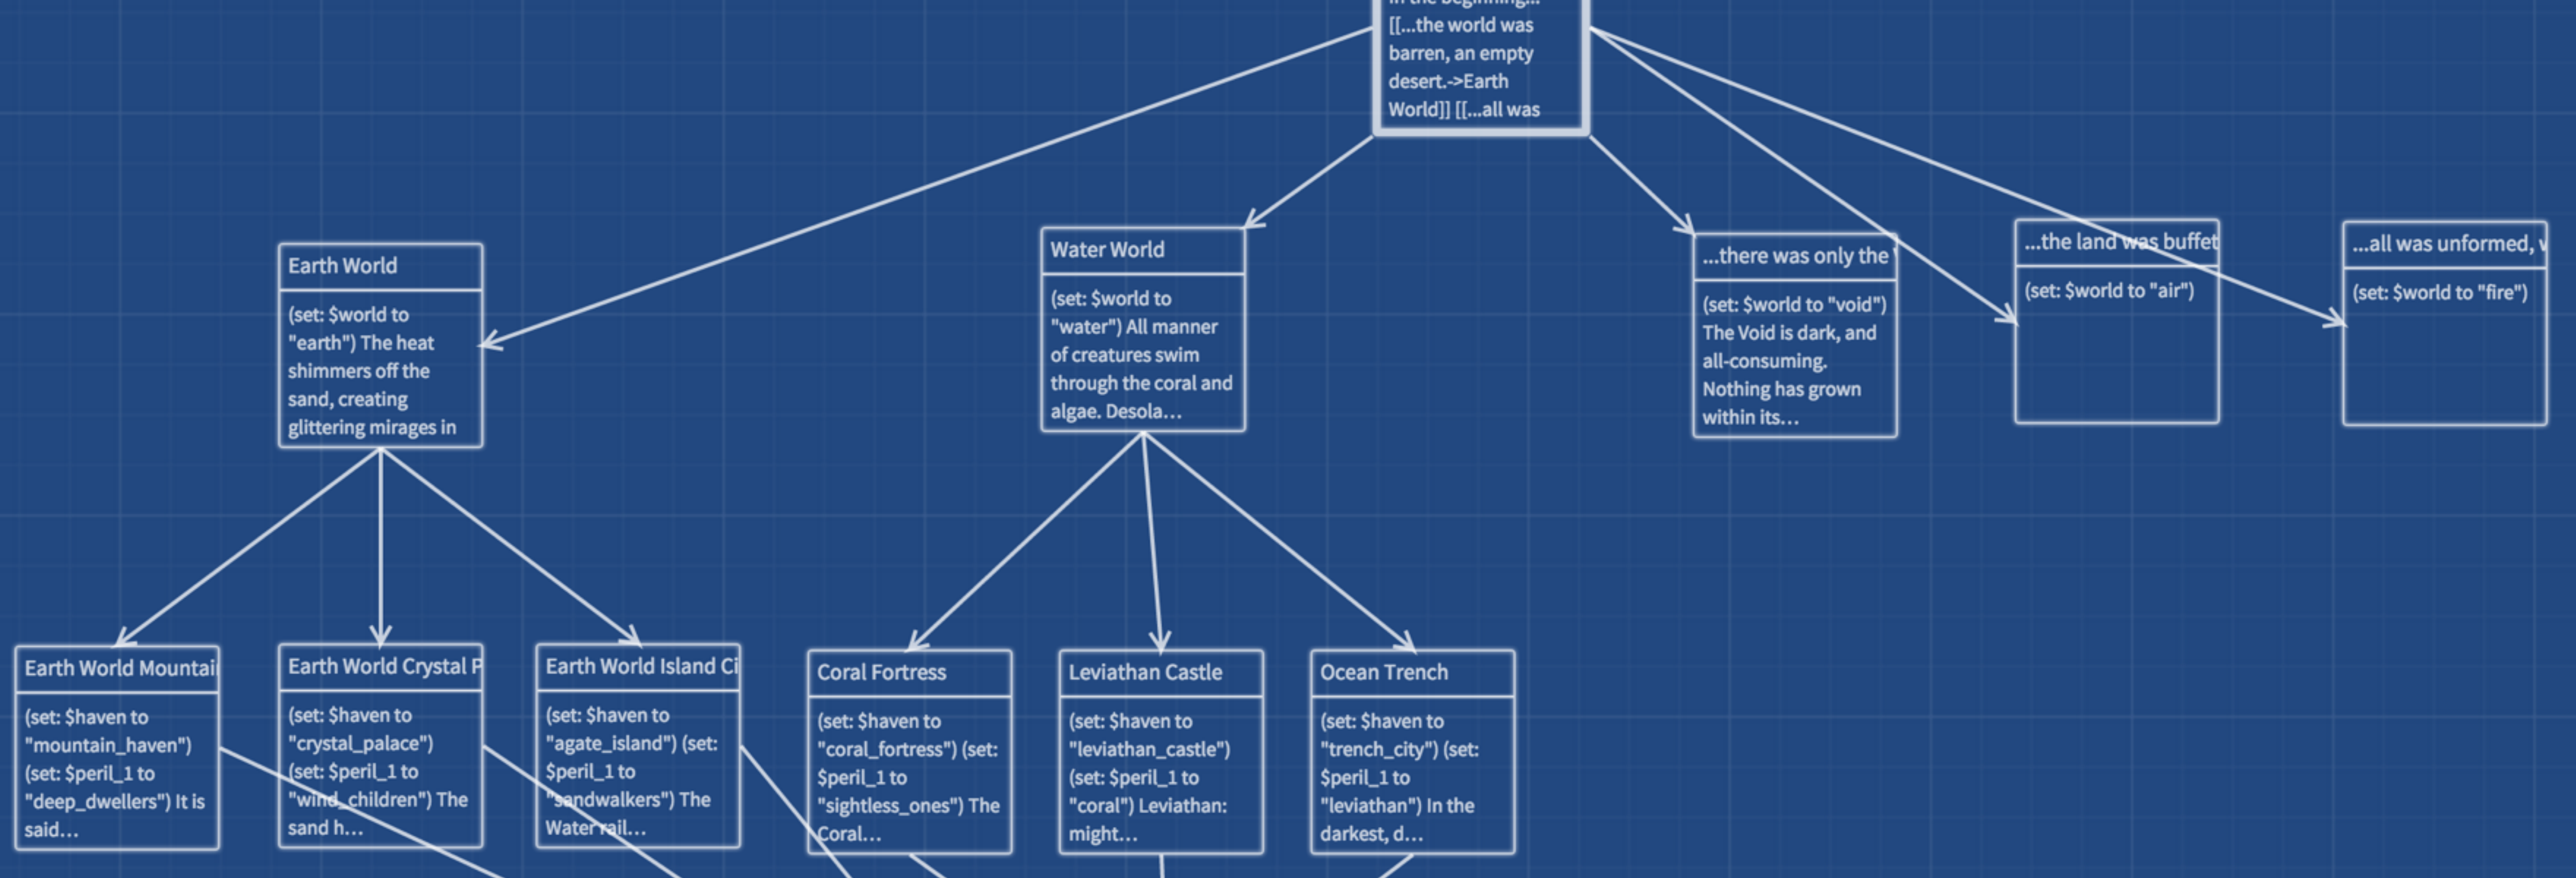 in the beginning...
[[...the world was
barren, an empty
desert.->Earth
World]] [[...all was
Earth World
(set: $world to
"earth") The heat
shimmers off the
sand, creating
glittering mirages in
Water World
(set: $world to
"water") All manner
of creatures swim
through the coral and
algae. Desola...
...there was only the
(set: $world to "void")
The Void is dark, and
all-consuming.
Nothing has grown
within its...
...the land was buffet
(set: $world to "air")
...all was unformed, w
(set: $world to "fire")
Earth World Mountai
(set: $haven to
"mountain_haven")
(set: $peril_1 to
"deep_dwellers") It is
said...
Earth World Crystal P
(set: $haven to
"crystal_palace")
(set: $peril_1 to
"wind_children") The
sand h...
Earth World Island Ci
(set: $haven to
"agate_island") (set:
$peril_1 to
"sandwalkers") The
Water rail...
Coral Fortress
(set: $haven to
"coral_fortress") (set:
$peril_1 to
"sightless_ones") The
Coral...
Leviathan Castle
(set: $haven to
"leviathan_castle")
(set: $peril_1 to
"coral") Leviathan:
might...
Ocean Trench
(set: $haven to
"trench_city") (set:
$peril_1 to
"leviathan") In the
darkest, d...